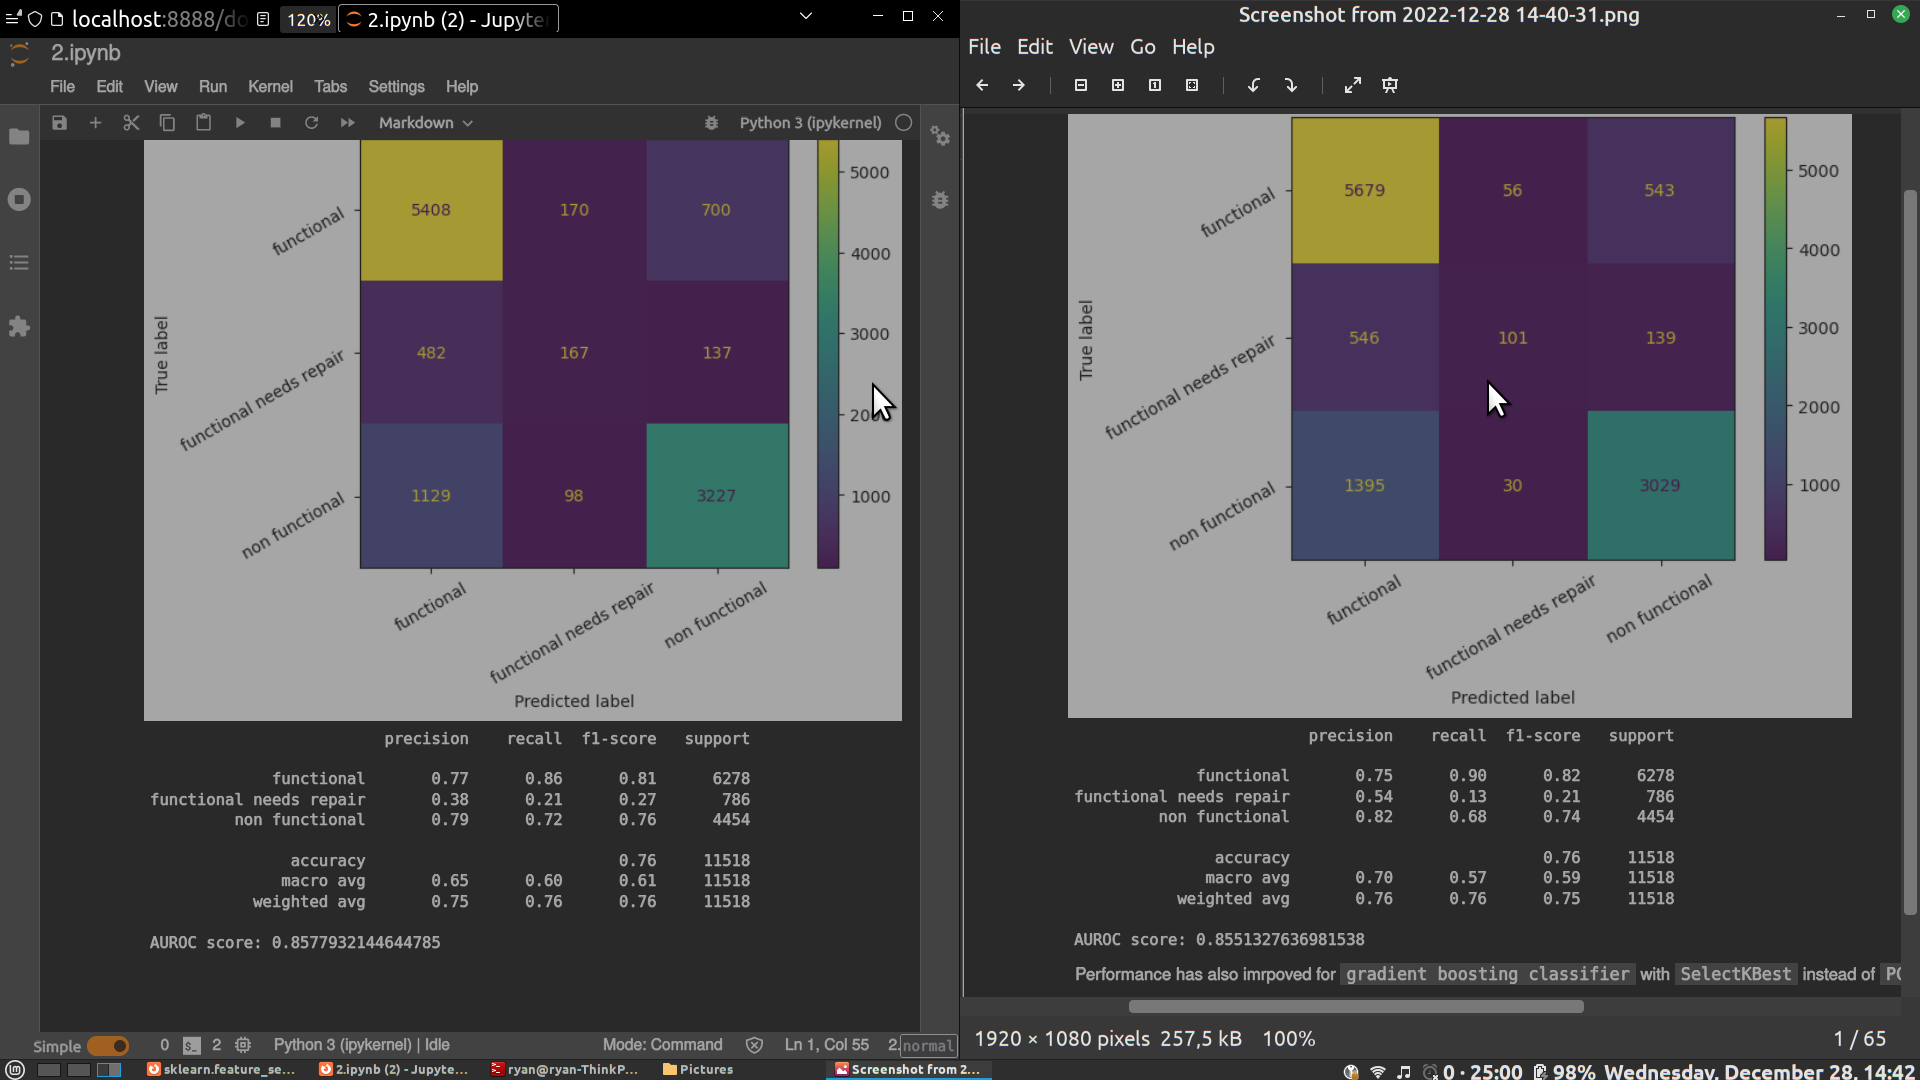 localhost:8888/do
120%
2.ipynb (2) - Jupyte
2.ipynb
File Edit View Run Kernel Tabs Settings Help
Markdown
Python 3 (ipykernel)
functional
functional needs repair
non functional
True label
5408 170 700
482 167 137
1129 98 3227
5000
4000
3000
1000
functional
functional needs repair
non functional
Predicted label
precision recall f1-score support
functional 0.77 0.86 0.81 6278
functional needs repair 0.38 0.21 0.27 786
non functional 0.79 0.72 0.76 4454
accuracy 0.76 11518
macro avg 0.65 0.60 0.61 11518
weighted avg 0.75 0.76 0.76 11518
AUROC score: 0.8577932144644785
Simple 0 2 Python 3 (ipykernel) | Idle Mode: Command Ln 1, Col 55 2. normal
Screenshot from 2022-12-28 14-40-31.png
File Edit View Go Help
functional
functional needs repair
non functional
True label
5679 56 543
546 101 139
1395 30 3029
5000
4000
3000
2000
1000
functional
functional needs repair
non functional
Predicted label
precision recall f1-score support
functional 0.75 0.90 0.82 6278
functional needs repair 0.54 0.13 0.21 786
non functional 0.82 0.68 0.74 4454
accuracy 0.76 11518
macro avg 0.70 0.57 0.59 11518
weighted avg 0.76 0.76 0.75 11518
AUROC score: 0.8551327636981538
Performance has also imrpoved for gradient boosting classifier with SelectKBest instead of
1920 × 1080 pixels 257,5 kB 100% 1 / 65
sklearn.feature_se... 2.ipynb (2) - Jupyte... ryan@ryan-ThinkP... Pictures Screenshot from 2... 0 · 25:00 98% Wednesday, December 28, 14:42